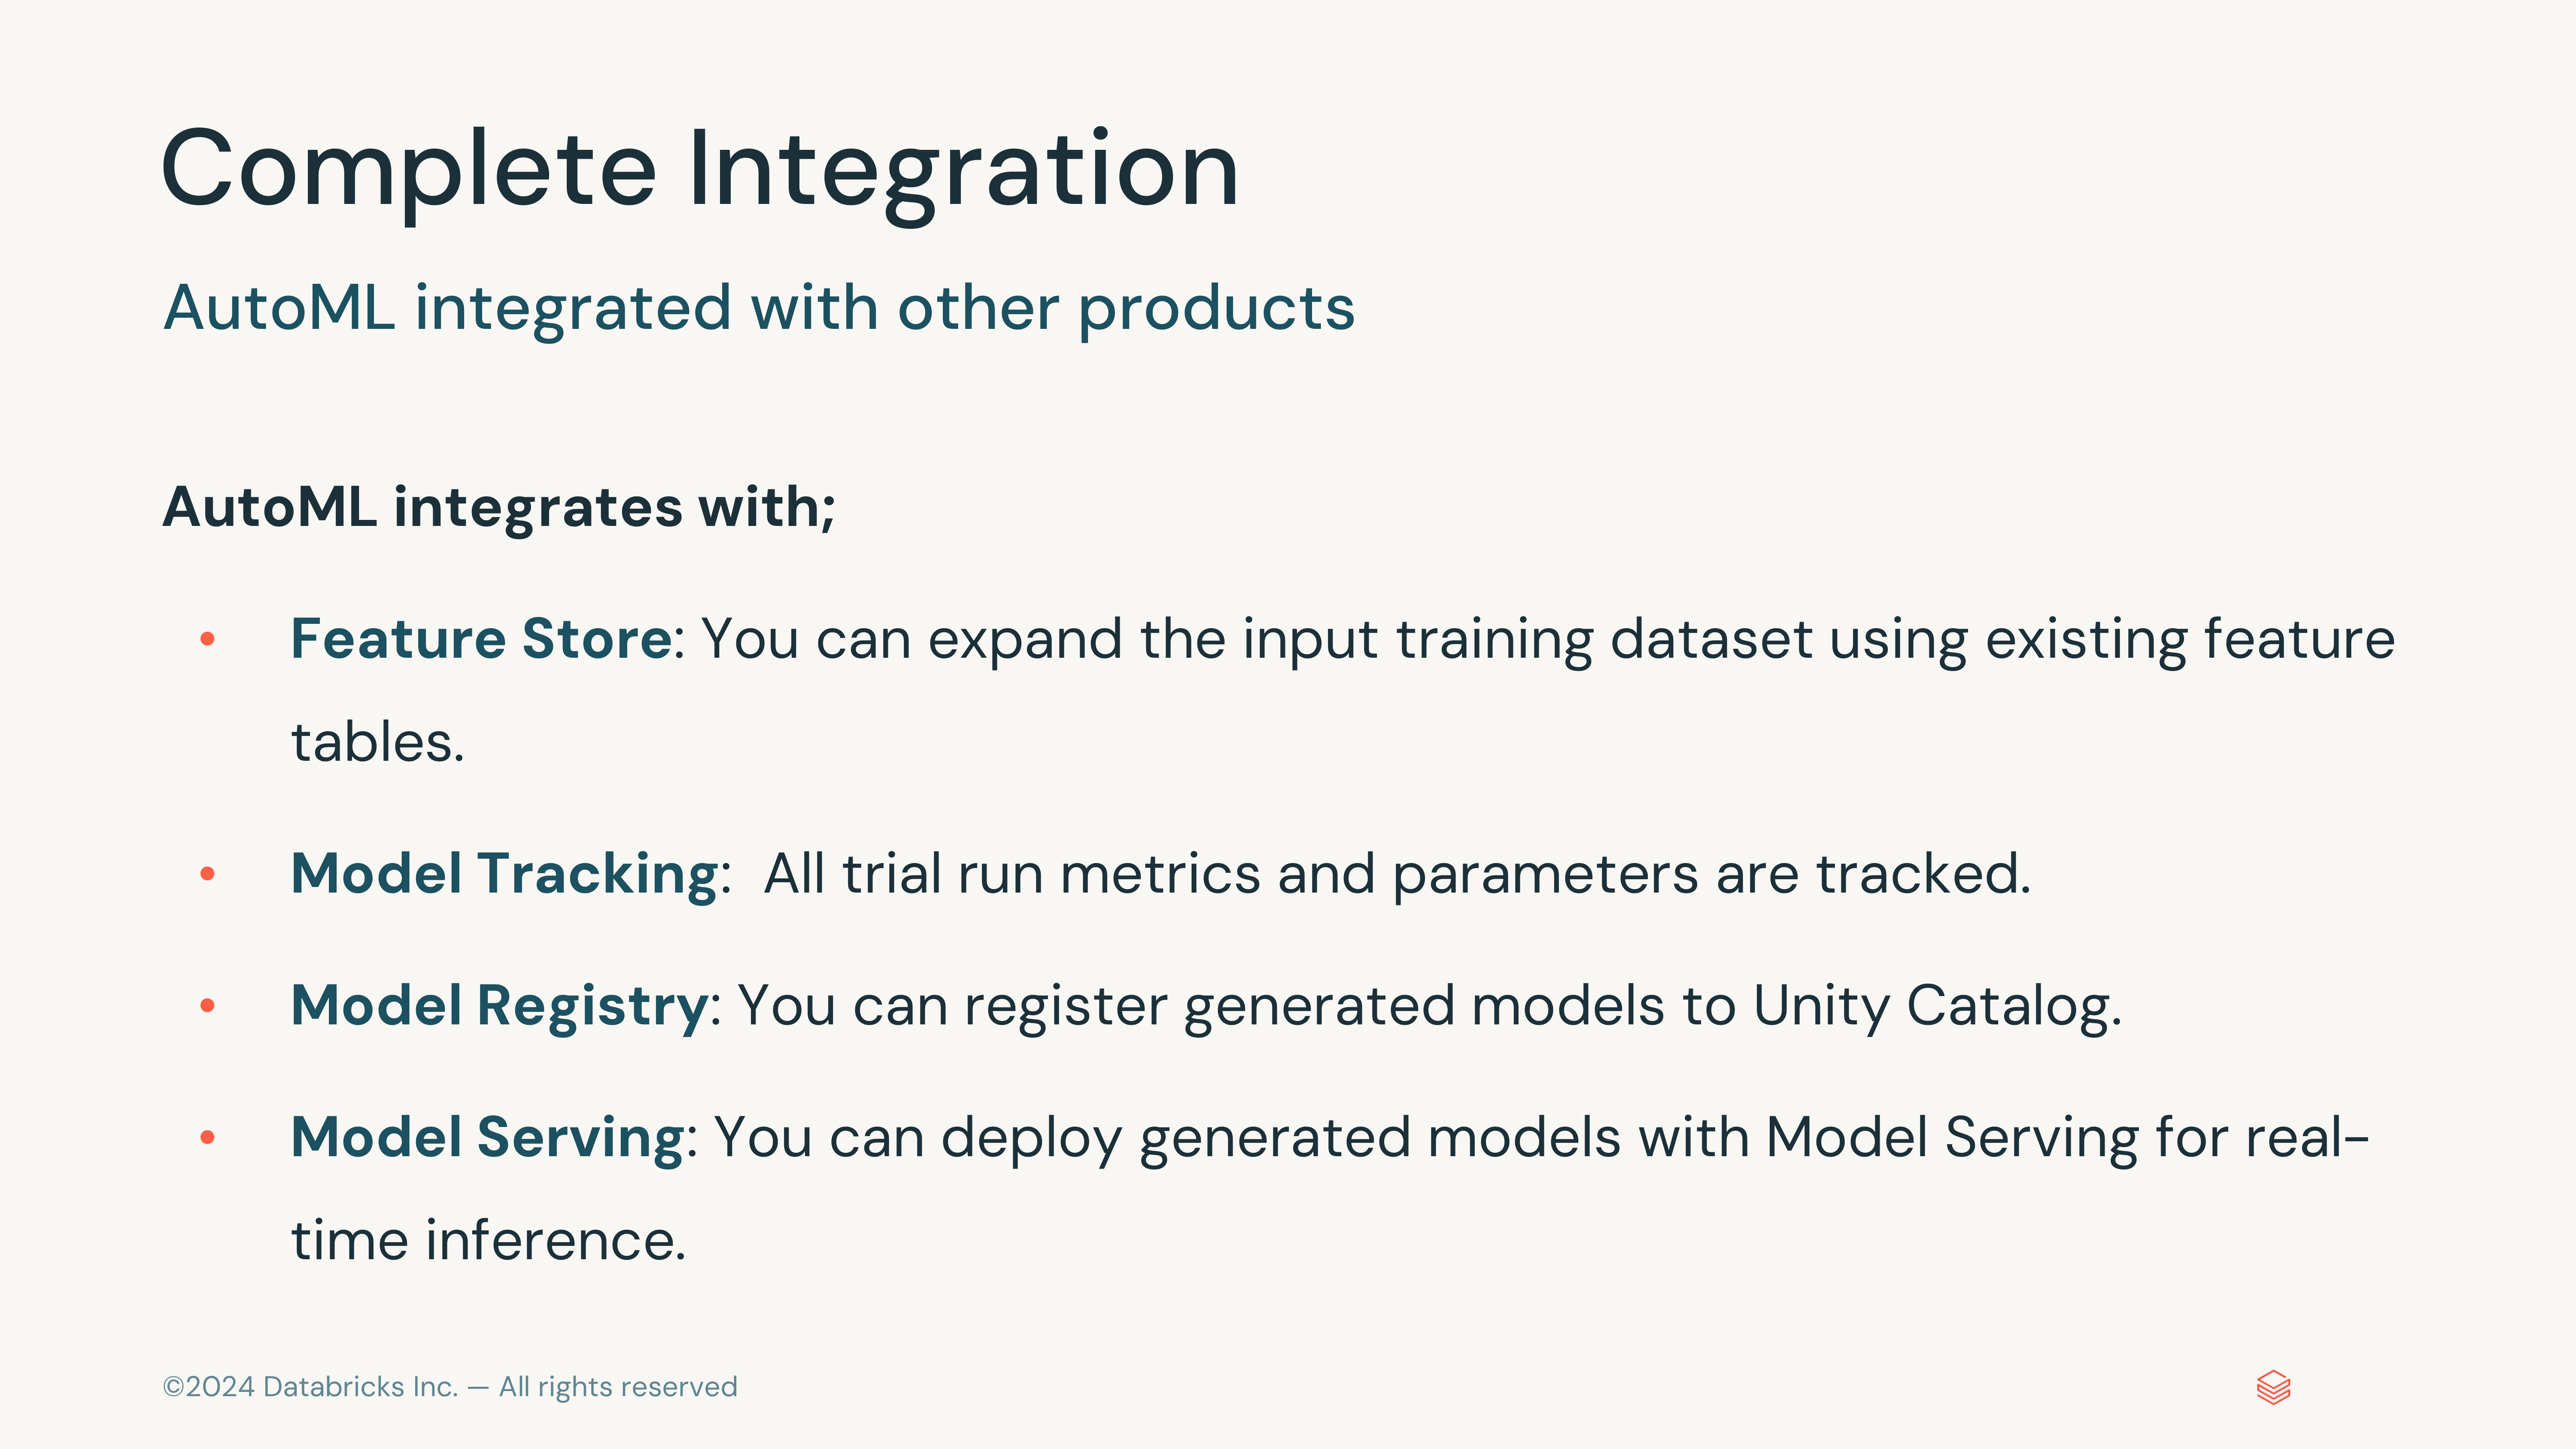 Complete Integration
AutoML integrated with other products
AutoML integrates with;
• Feature Store: You can expand the input training dataset using existing feature
tables.
• Model Tracking:  All trial run metrics and parameters are tracked.
• Model Registry: You can register generated models to Unity Catalog.
• Model Serving: You can deploy generated models with Model Serving for real-
time inference.
©2024 Databricks Inc. — All rights reserved